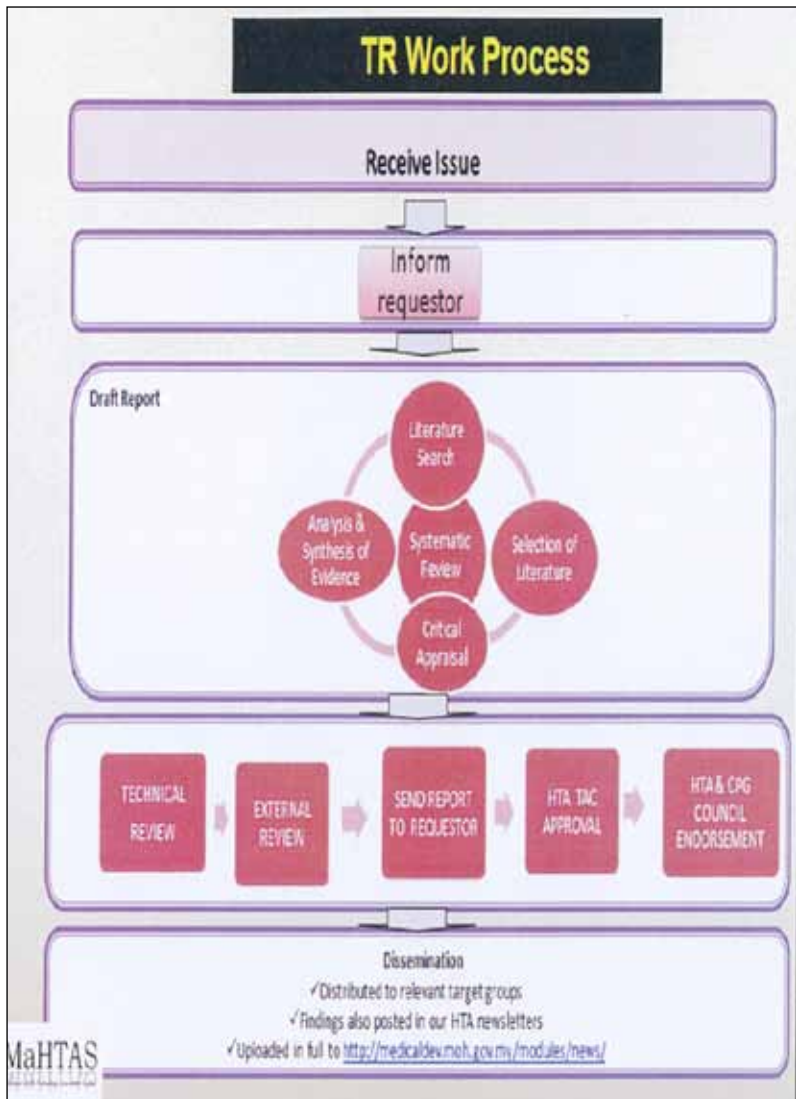 TR Work Process
Receive Issue
Inform
requestor
Draft Report
Literature
Search
Analysis &
Synthesis of
Evidence
Systematic
Review
Selection of
Literature
Critical
Appraisal
TECHNICAL
REVIEW
EXTERNAL
REVIEW
SEND REPORT
TO REQUESTOR
HTA TAC
APPROVAL
HTA & CPG
COUNCIL
ENDORSEMENT
Dissemination
✓Distributed to relevant target groups
✓Findings also posted in our HTA newsletters
✓Uploaded in full to http://medicaldev.moh.gov.my/modules/news/
MaHTAS